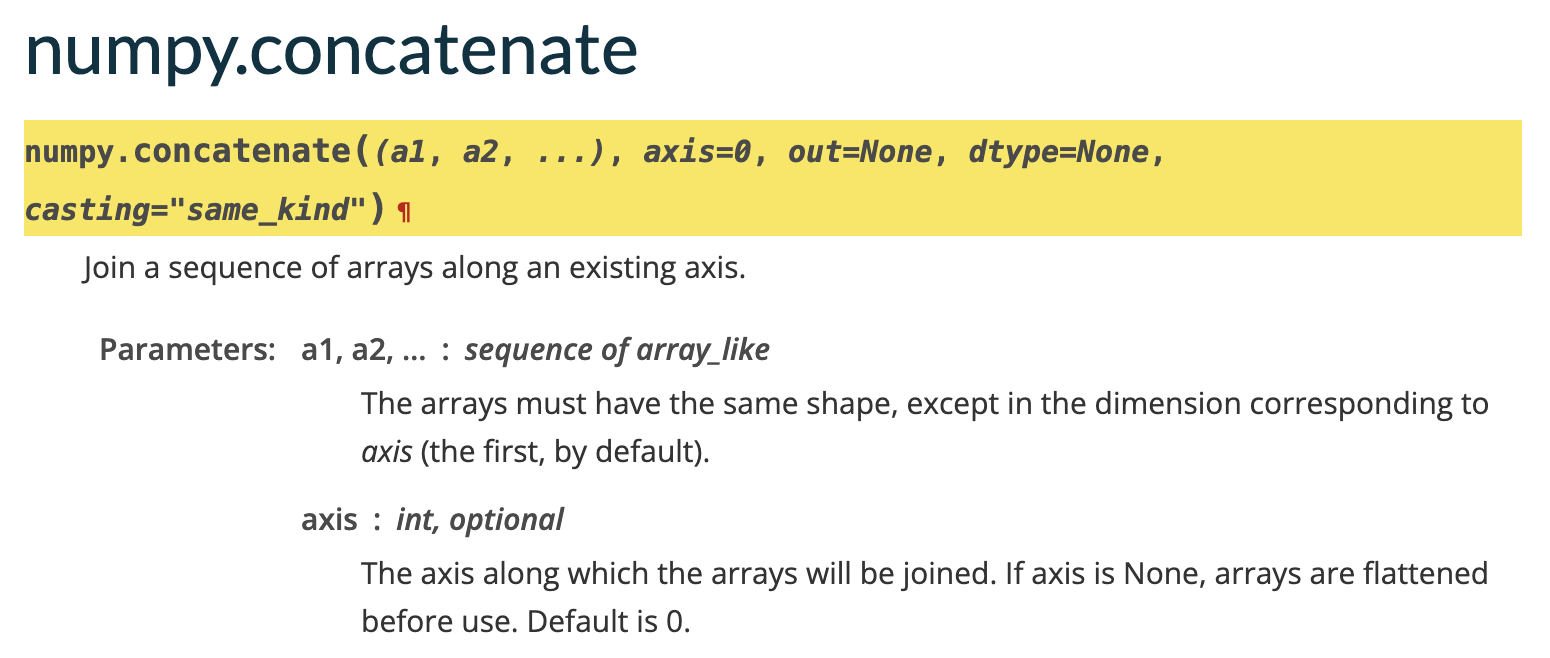 numpy.concatenate
numpy.concatenate((a1, a2, ...), axis=0, out=None, dtype=None,
casting="same_kind") ¶
Join a sequence of arrays along an existing axis.
Parameters: a1, a2, ... : sequence of array_like
The arrays must have the same shape, except in the dimension corresponding to
axis (the first, by default).
axis : int, optional
The axis along which the arrays will be joined. If axis is None, arrays are flattened
before use. Default is 0.